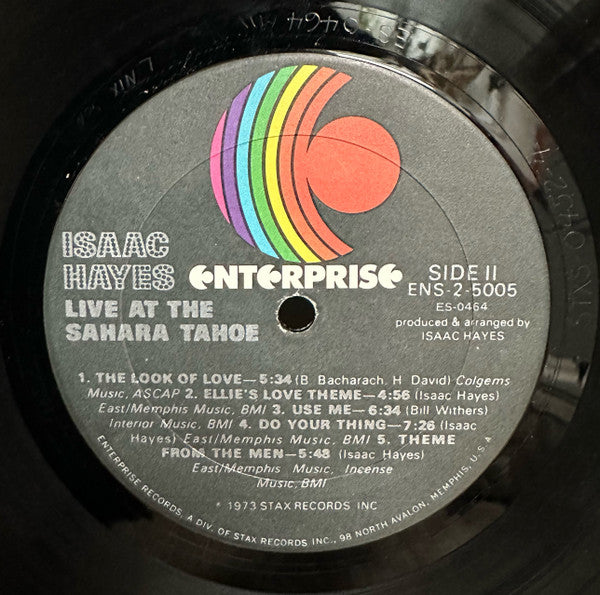 ISAAC
HAYES
LIVE AT THE
SAHARA TAHOE
ENTERPRISE
SIDE II
ENS-2-5005
ES-0464
produced & arranged by
ISAAC HAYES
1. THE LOOK OF LOVE—5:34 (B. Bacharach, H. David) Colgems
Music, ASCAP 2. ELLIE'S LOVE THEME—4:56 (Isaac Hayes)
East/Memphis Music, BMI 3. USE ME—6:34 (Bill Withers)
Interior Music, BMI 4. DO YOUR THING—7:26 (Isaac
Hayes) East/Memphis Music, BMI 5. THEME
FROM THE MEN—5:48 (Isaac Hayes)
East/Memphis Music, Incense
Music, BMI
* 1973 STAX RECORDS INC
ENTERPRISE RECORDS, A DIV. OF STAX RECORDS INC., 98 NORTH AVALON, MEMPHIS, U.S.A.